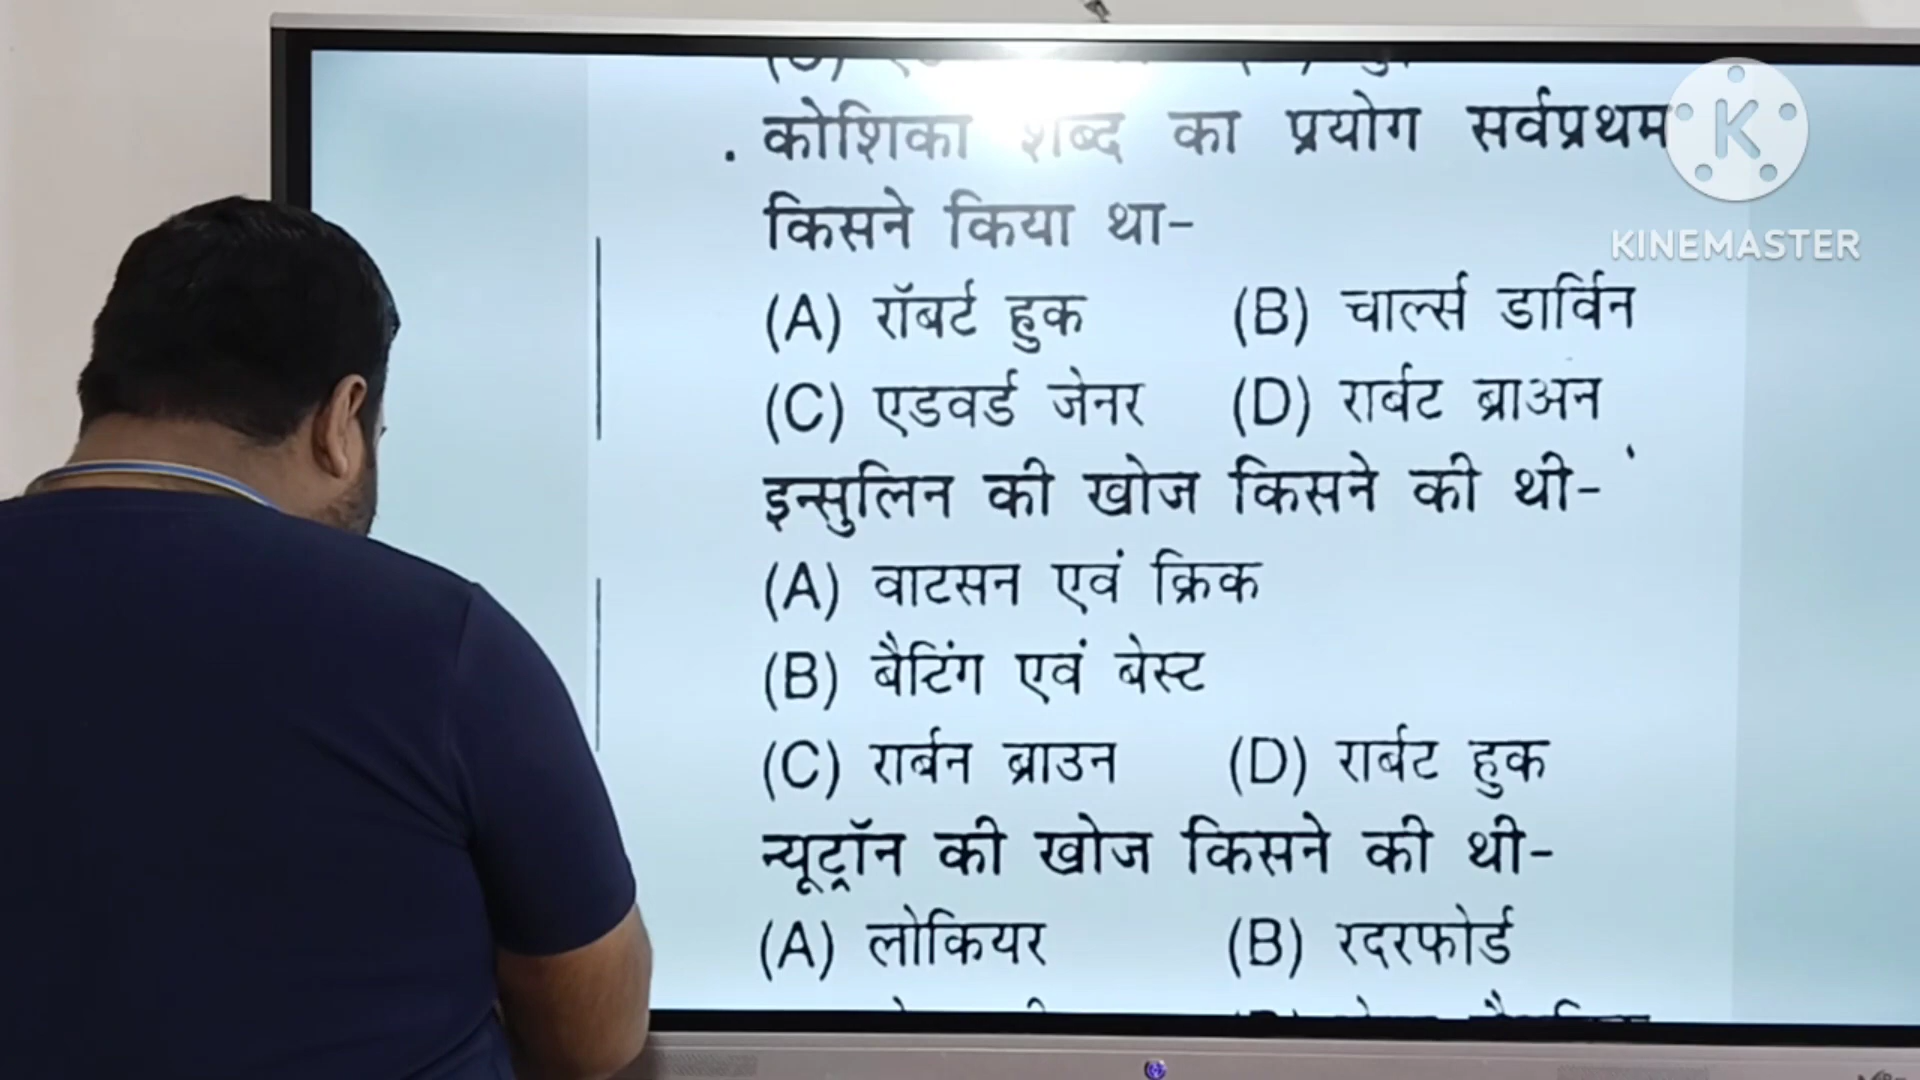 . कोशिका शब्द का प्रयोग सर्वप्रथम
किसने किया था-
(A) रॉबर्ट हुक (B) चार्ल्स डार्विन
(C) एडवर्ड जेनर (D) रार्बट ब्राअन
इन्सुलिन की खोज किसने की थी-
(A) वाटसन एवं क्रिक
(B) बैटिंग एवं बेस्ट
(C) रार्बन ब्राउन (D) रार्बट हुक
न्यूट्रॉन की खोज किसने की थी-
(A) लोकियर (B) रदरफोर्ड
K
KINEMASTER